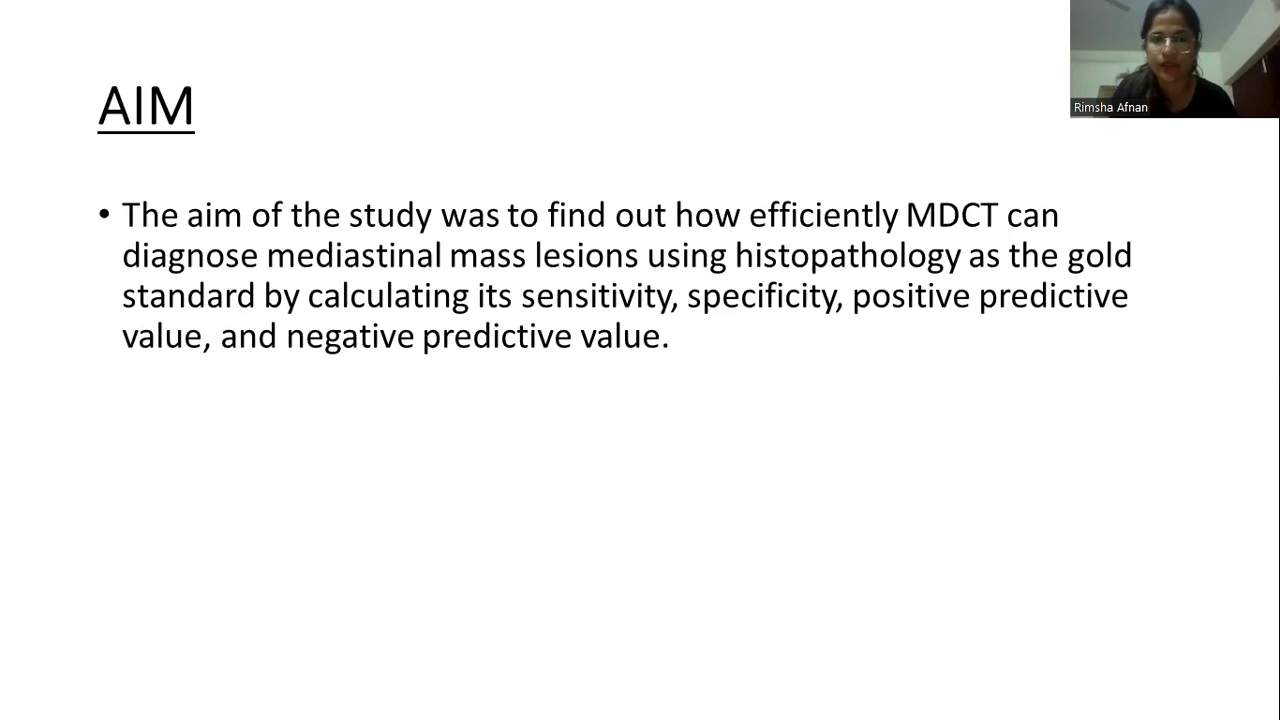 AIM
Rimsha Afnan
• The aim of the study was to find out how efficiently MDCT can
diagnose mediastinal mass lesions using histopathology as the gold
standard by calculating its sensitivity, specificity, positive predictive
value, and negative predictive value.